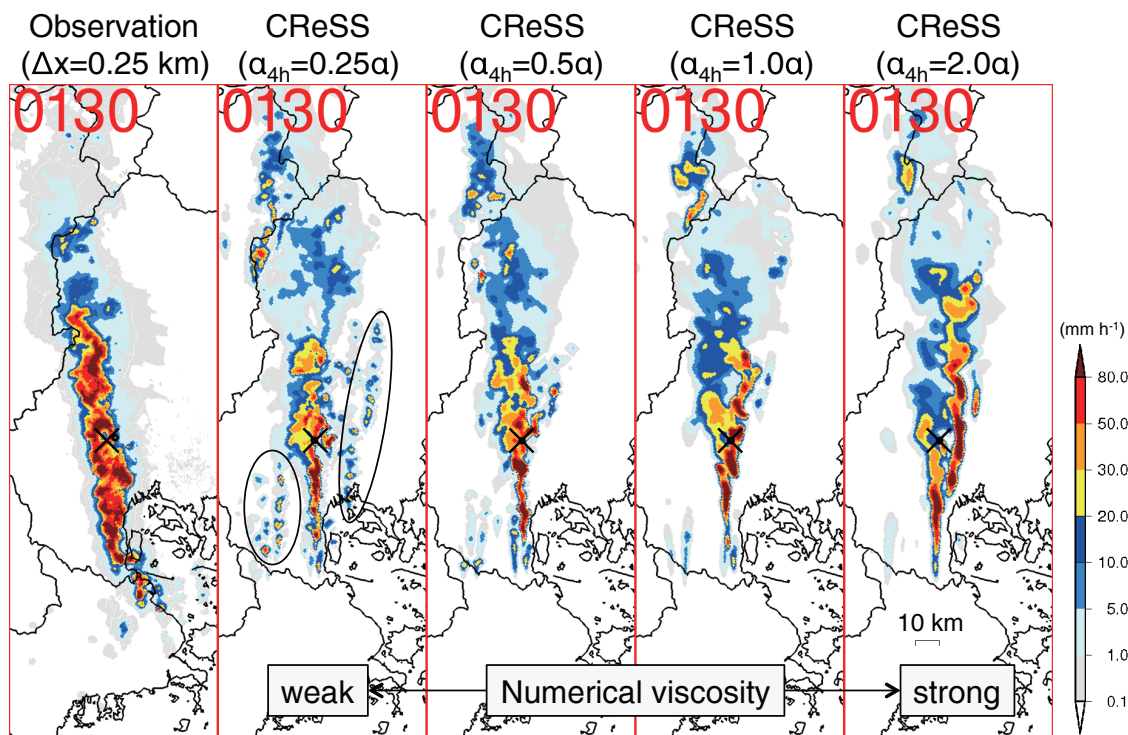 Observation CReSS CReSS CReSS CReSS
(Δx=0.25 km) (α₄ₕ=0.25α) (α₄ₕ=0.5α) (α₄ₕ=1.0α) (α₄ₕ=2.0α)
0130 0130 0130 0130 0130
(mm h⁻¹)
80.0
50.0
30.0
20.0
10.0
5.0
1.0
0.1
10 km
weak Numerical viscosity strong